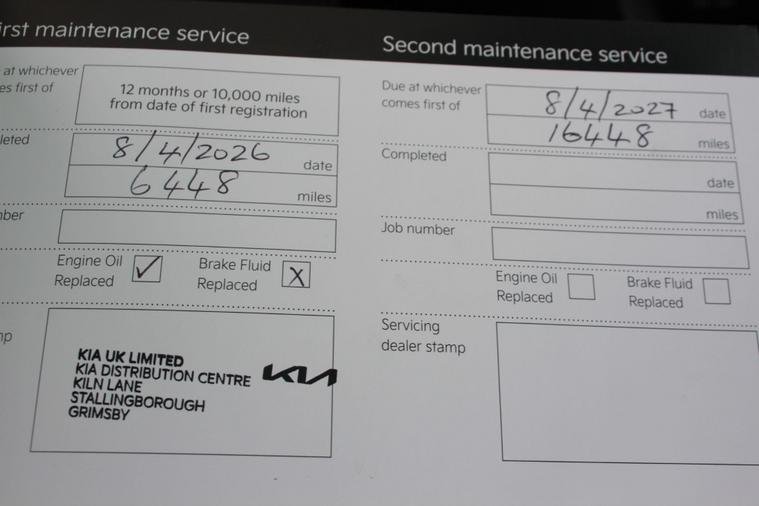 irst maintenance service
at whichever
es first of
12 months or 10,000 miles
from date of first registration
leted
8/4/2026 date
6448 miles
ber
Engine Oil
Replaced ✓
Brake Fluid
Replaced X
mp
KIA UK LIMITED
KIA DISTRIBUTION CENTRE
KILN LANE
STALLINGBOROUGH
GRIMSBY
KIA
Second maintenance service
Due at whichever
comes first of
8/4/2027 date
16448 miles
Completed
date
miles
Job number
Engine Oil
Replaced
Brake Fluid
Replaced
Servicing
dealer stamp